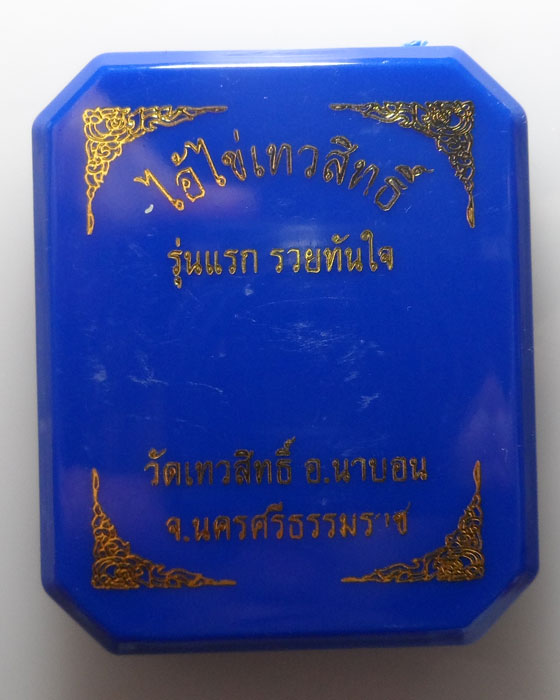 ไอ้ไข่เทวสิทธิ์
รุ่นแรก รวยทันใจ
วัดเทวสิทธิ์ อ.นาบอน
จ.นครศรีธรรมราช